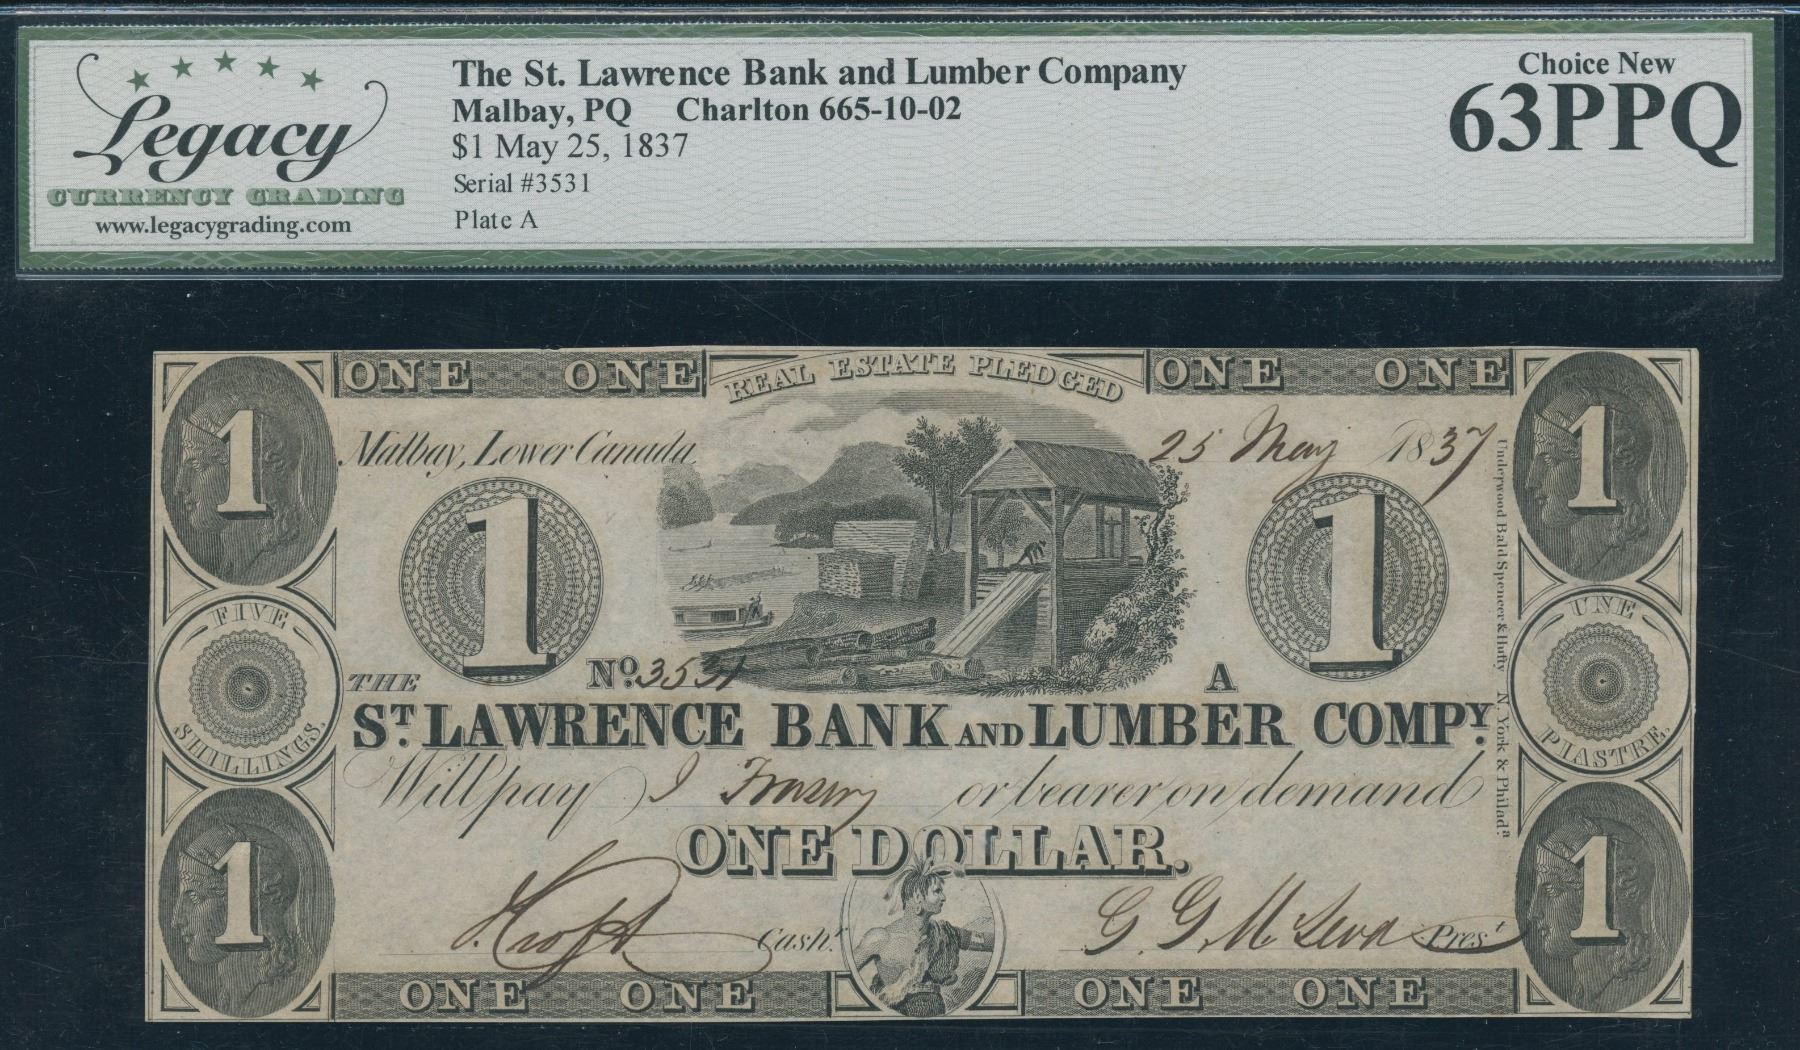 Legacy
CURRENCY GRADING
www.legacygrading.com
The St. Lawrence Bank and Lumber Company
Malbay, PQ Charlton 665-10-02
$1 May 25, 1837
Serial #3531
Plate A
Choice New
63PPQ
ONE ONE REAL ESTATE PLEDGED ONE ONE
1 1
Malbay, Lower Canada. 25 May 1837
1 1
FIVE SHILLINGS.
UNE PIASTRE.
No. 3531 A
THE
ST. LAWRENCE BANK AND LUMBER COMPY.
Will pay J or bearer on demand
ONE DOLLAR.
1 1
Cashr. Prest
ONE ONE ONE ONE
Underwood Bald Spencer & Hufty N. York & Philada.